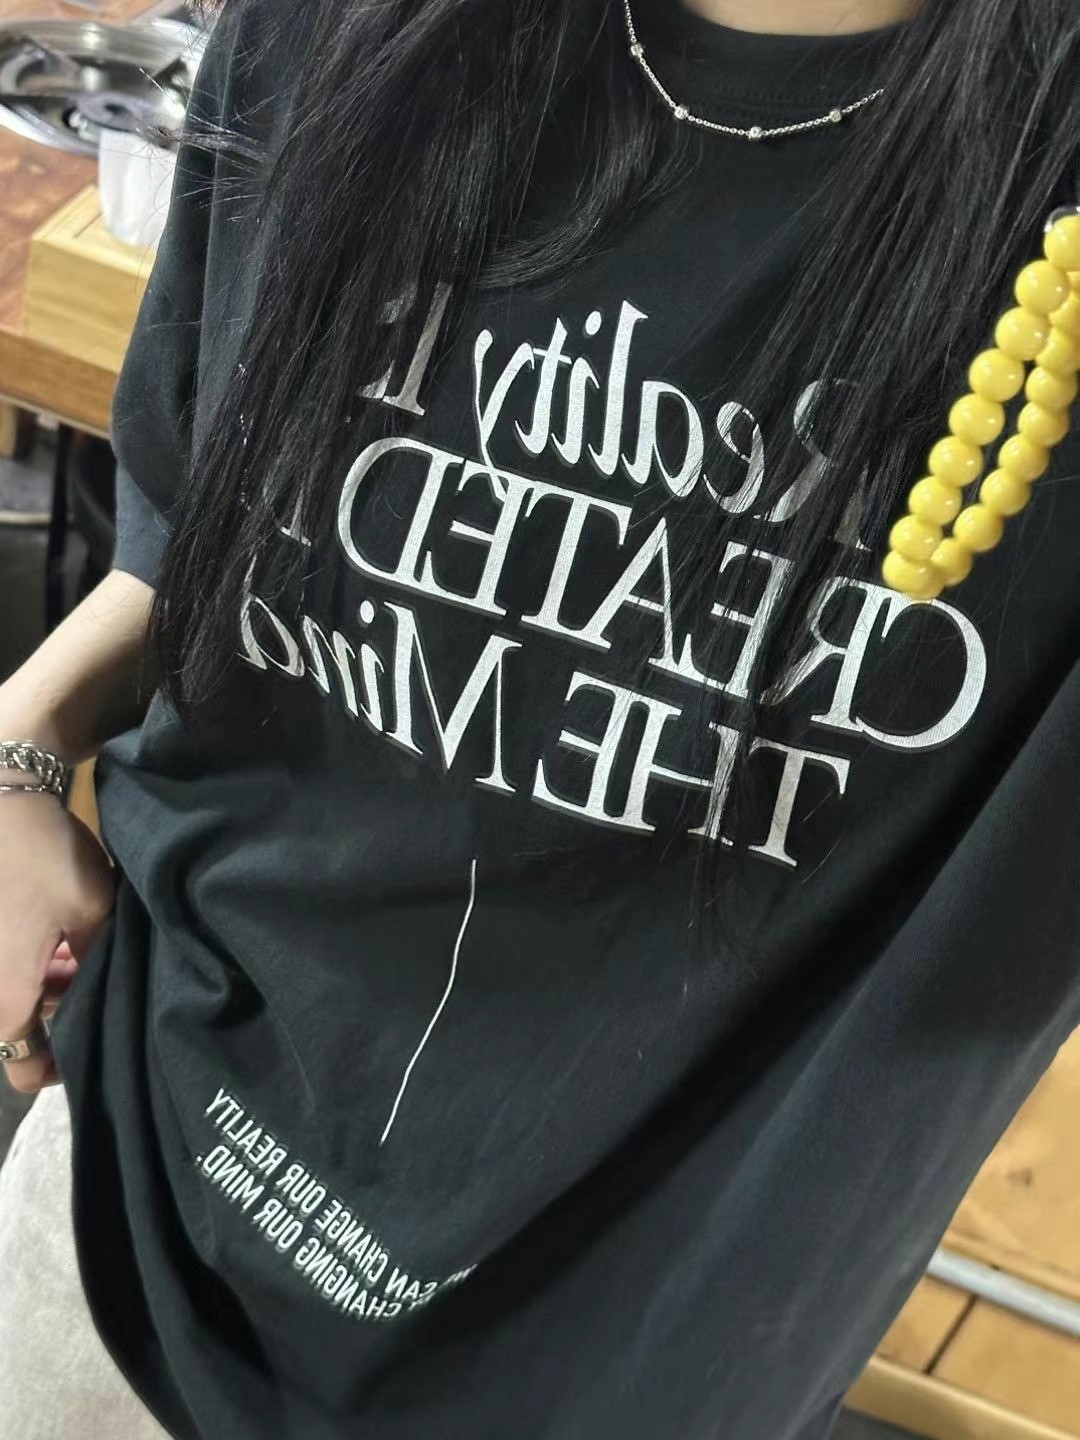 Reality I
CREATED
THE Mind
CAN CHANGE OUR REALITY
CHANGING OUR MIND.